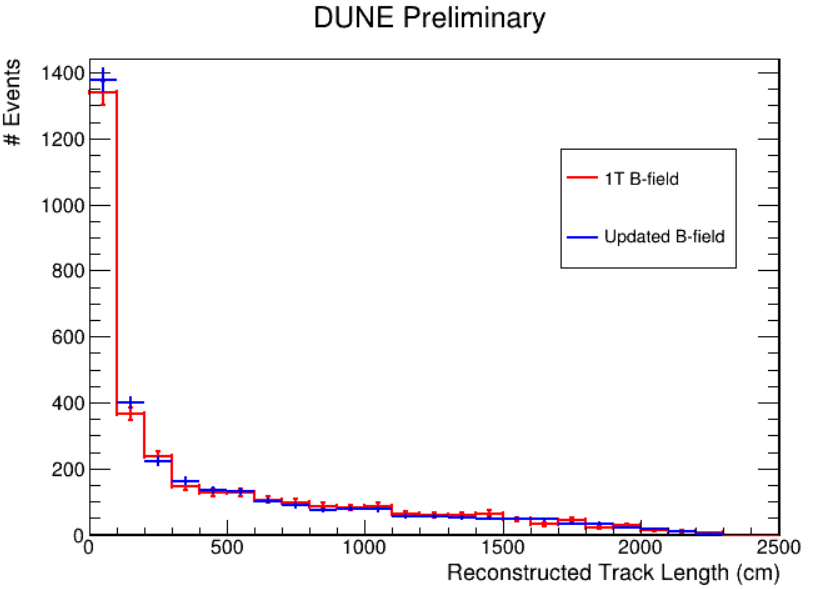 DUNE Preliminary
# Events
1400
1200
1000
800
600
400
200
0
1T B-field
Updated B-field
0 500 1000 1500 2000 2500
Reconstructed Track Length (cm)